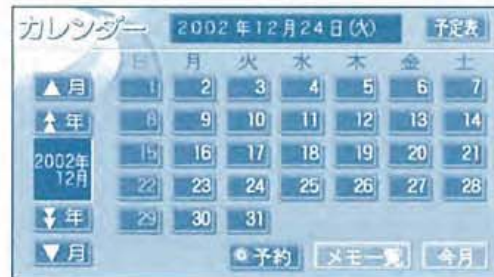 カレンダー 2002年12月24日(火) 予定表
日 月 火 水 木 金 土
▲月 1 2 3 4 5 6 7
年 8 9 10 11 12 13 14
2002年
12月
15 16 17 18 19 20 21
22 23 24 25 26 27 28
年 29 30 31
▼月 予約 メモ一覧 今月